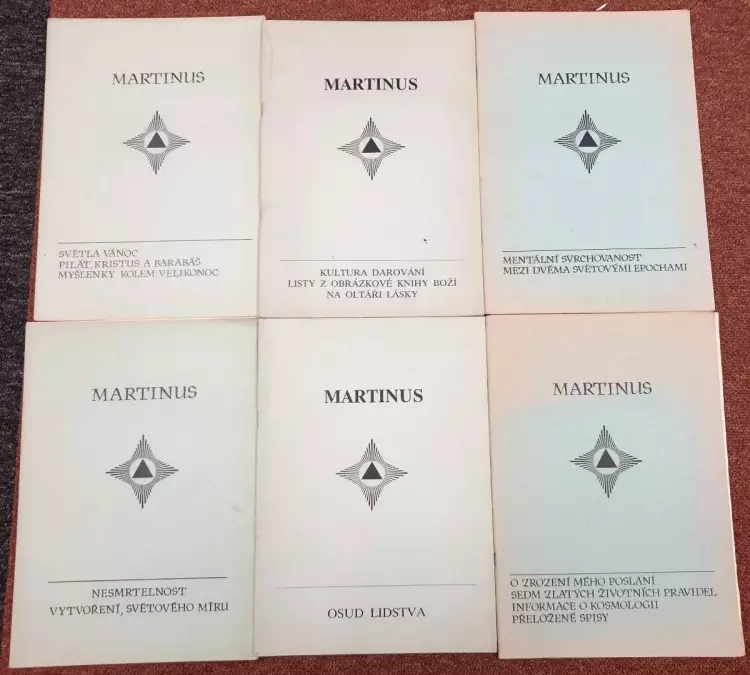 MARTINUS
SVĚTLA VÁNOC
PILÁT, KRISTUS A BARABÁŠ
MYŠLENKY KOLEM VELIKONOC
MARTINUS
KULTURA DAROVÁNÍ
LISTY Z OBRÁZKOVÉ KNIHY BOŽÍ
NA OLTÁŘI LÁSKY
MARTINUS
MENTÁLNÍ SVRCHOVANOST
MEZI DVĚMA SVĚTOVÝMI EPOCHAMI
MARTINUS
NESMRTELNOST
VYTVOŘENÍ, SVĚTOVÉHO MÍRU
MARTINUS
OSUD LIDSTVA
MARTINUS
O ZROZENÍ MÉHO POSLÁNÍ
SEDM ZLATÝCH ŽIVOTNÍCH PRAVIDEL
INFORMACE O KOSMOLOGII
PŘELOŽENÉ SPISY